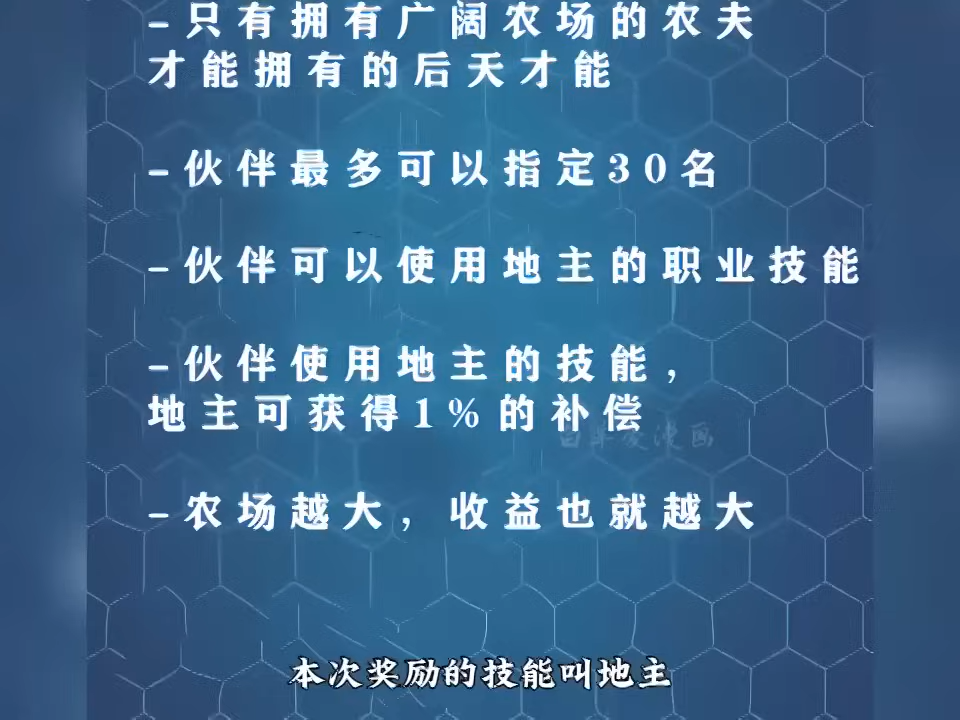 –只有拥有广阔农场的农夫
才能拥有的后天才能
–伙伴最多可以指定30名
–伙伴可以使用地主的职业技能
–伙伴使用地主的技能，
地主可获得1%的补偿
–农场越大，收益也就越大
本次奖励的技能叫地主